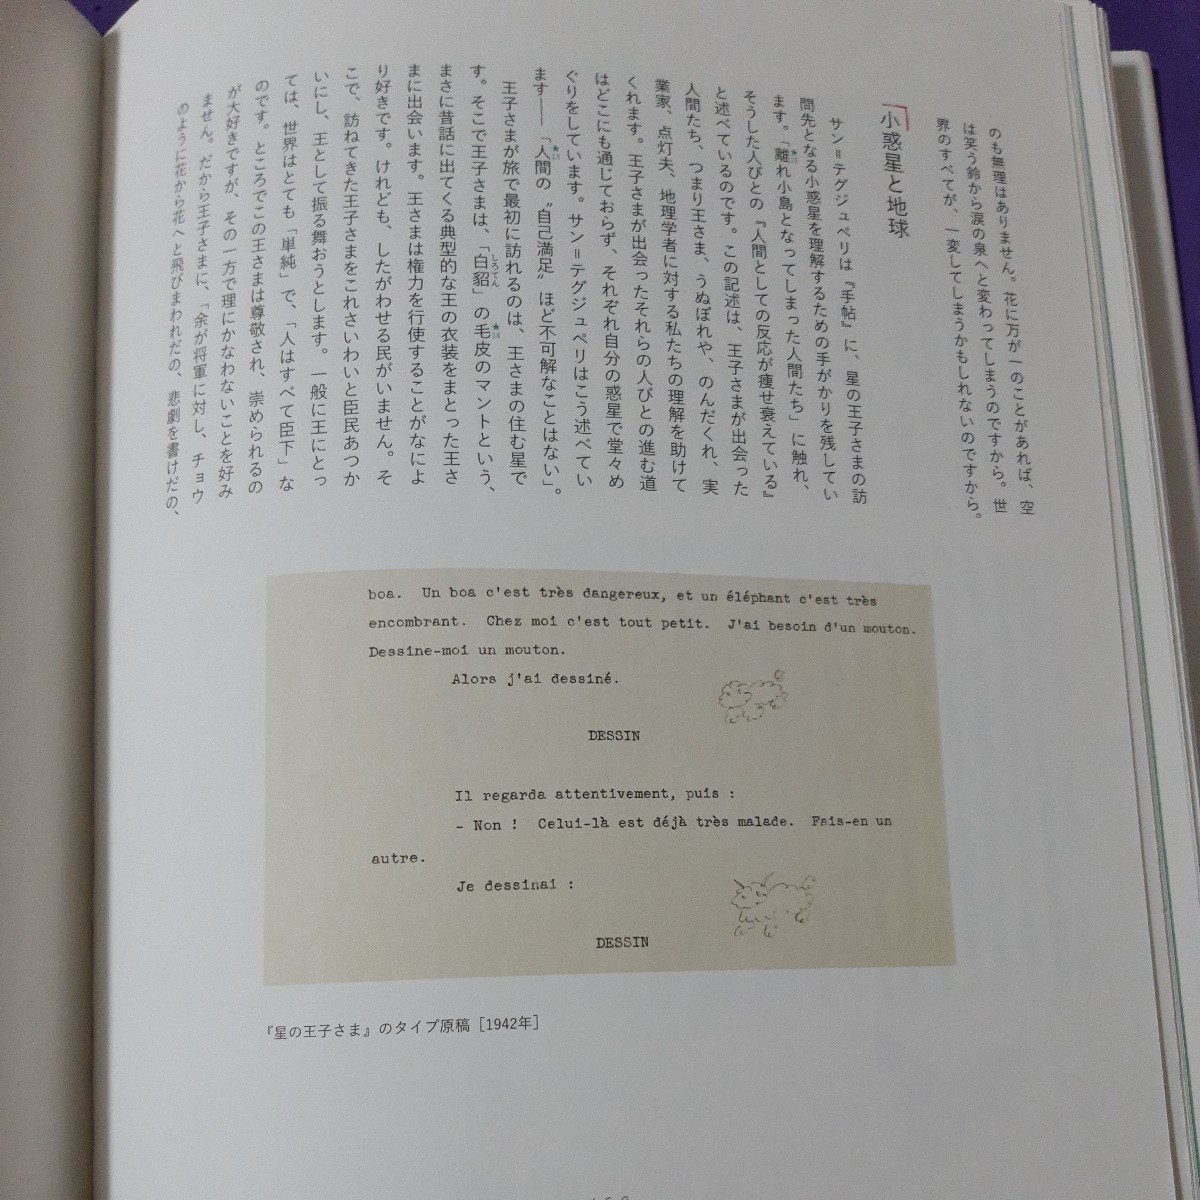 のも無理はありません。花に万が一のことがあれば、空
は笑う鈴から涙の泉へと変わってしまうのですから。世
界のすべてが、一変してしまうかもしれないのですから。
小惑星と地球
サン＝テグジュペリは『手帖』に、星の王子さまの訪
問先となる小惑星を理解するための手がかりを残してい
ます。「離れ小島となってしまった人間たち」に触れ、
そうした人びとの『人間としての反応が痩せ衰えている』
と述べているのです。この記述は、王子さまが出会った
人間たち、つまり王さま、うぬぼれや、のんだくれ、実
業家、点灯夫、地理学者に対する私たちの理解を助けて
くれます。王子さまが出会ったそれらの人びとの進む道
はどこにも通じておらず、それぞれ自分の惑星で堂々め
ぐりをしています。サン＝テグジュペリはこう述べてい
ます──「人間の〝自己満足〟ほど不可解なことはない」。
王子さまが旅で最初に訪れるのは、王さまの住む星で
す。そこで王子さまは、「白貂」の毛皮のマントという、
しろてん
★14
まさに昔話に出てくる典型的な王の衣装をまとった王さ
まに出会います。王さまは権力を行使することがなによ
り好きです。けれども、したがわせる民がいません。そ
こで、訪ねてきた王子さまをこれさいわいと臣民あつか
いにし、王として振る舞おうとします。一般に王にとっ
ては、世界はとても「単純」で、「人はすべて臣下」な
のです。ところでこの王さまは尊敬され、崇められるの
が大好きですが、その一方で理にかなわないことを好み
ません。だから王子さまに、「余が将軍に対し、チョウ
のように花から花へと飛びまわれだの、悲劇を書けだの、
boa. Un boa c'est très dangereux, et un éléphant c'est très
encombrant. Chez moi c'est tout petit. J'ai besoin d'un mouton.
Dessine-moi un mouton.
Alors j'ai dessiné.
DESSIN
Il regarda attentivement, puis :
- Non ! Celui-là est déjà très malade. Fais-en un
autre.
Je dessinai :
DESSIN
『星の王子さま』のタイプ原稿［1942年］